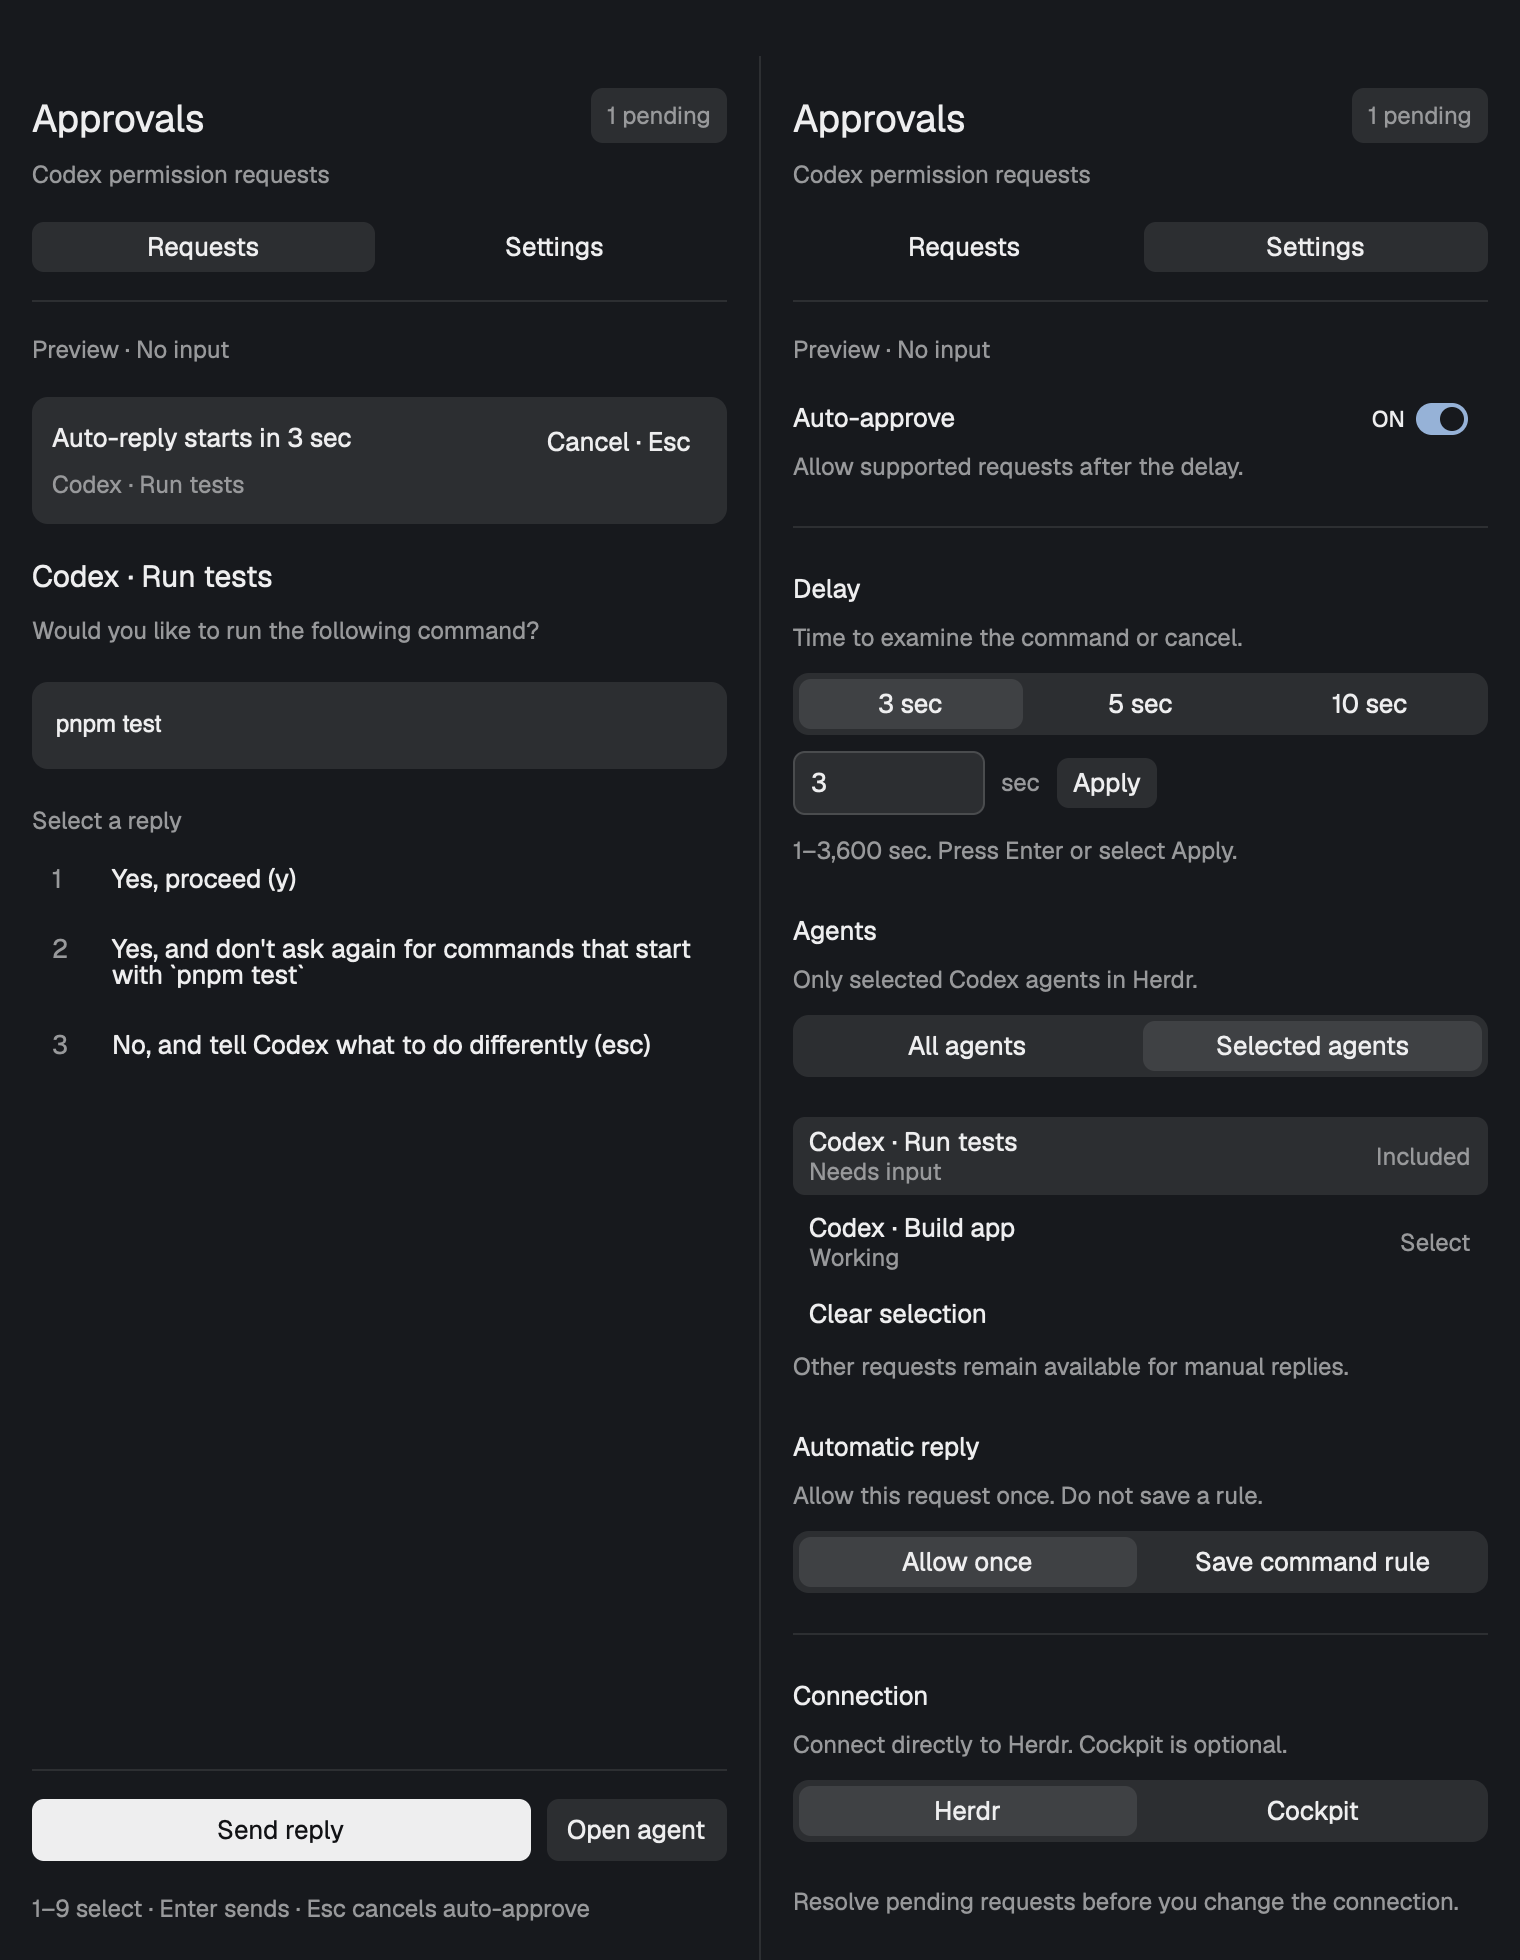 Approvals
1 pending
Codex permission requests
Requests
Settings
Preview · No input
Auto-reply starts in 3 sec
Cancel · Esc
Codex · Run tests
Codex · Run tests
Would you like to run the following command?
pnpm test
Select a reply
1 Yes, proceed (y)
2 Yes, and don't ask again for commands that start
with `pnpm test`
3 No, and tell Codex what to do differently (esc)
Send reply
Open agent
1–9 select · Enter sends · Esc cancels auto-approve
Approvals
1 pending
Codex permission requests
Requests
Settings
Preview · No input
Auto-approve
ON
Allow supported requests after the delay.
Delay
Time to examine the command or cancel.
3 sec
5 sec
10 sec
3
sec
Apply
1–3,600 sec. Press Enter or select Apply.
Agents
Only selected Codex agents in Herdr.
All agents
Selected agents
Codex · Run tests
Needs input
Included
Codex · Build app
Working
Select
Clear selection
Other requests remain available for manual replies.
Automatic reply
Allow this request once. Do not save a rule.
Allow once
Save command rule
Connection
Connect directly to Herdr. Cockpit is optional.
Herdr
Cockpit
Resolve pending requests before you change the connection.